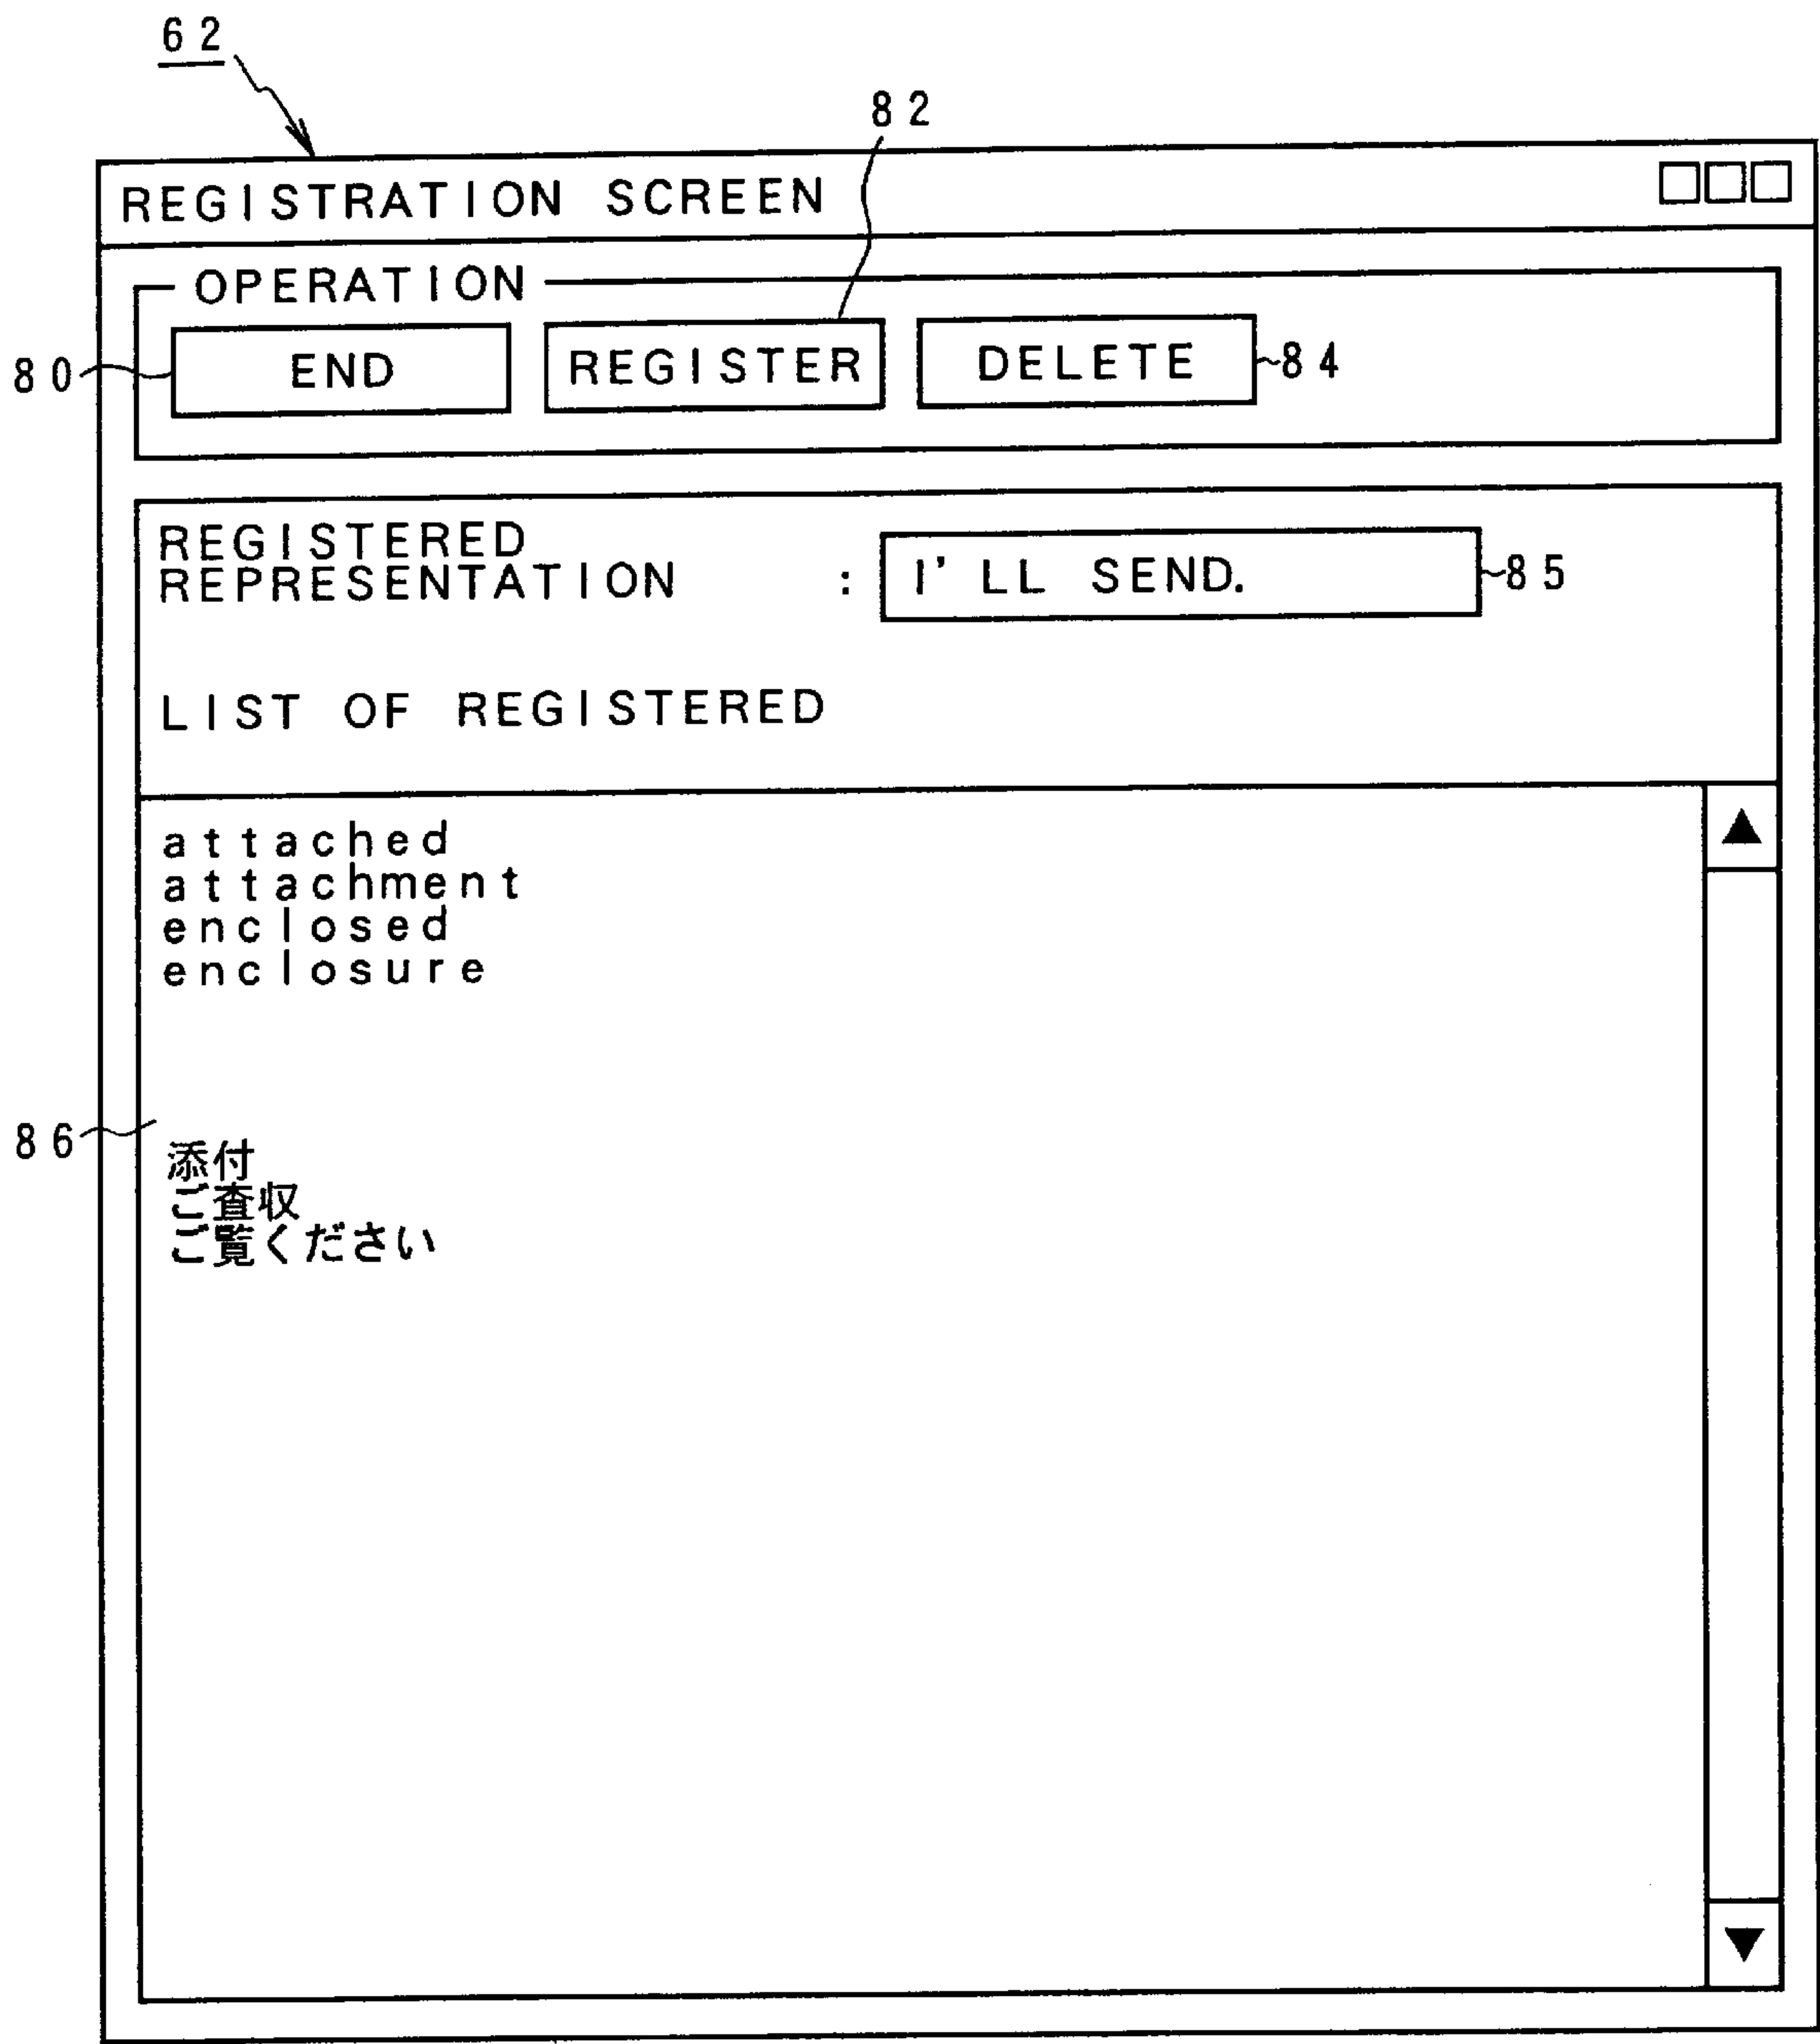 62
82
REGISTRATION SCREEN
OPERATION
80 END REGISTER DELETE 84
REGISTERED
REPRESENTATION : I'LL SEND. 85
LIST OF REGISTERED
attached
attachment
enclosed
enclosure
86
添付
ご査収
ご覧ください